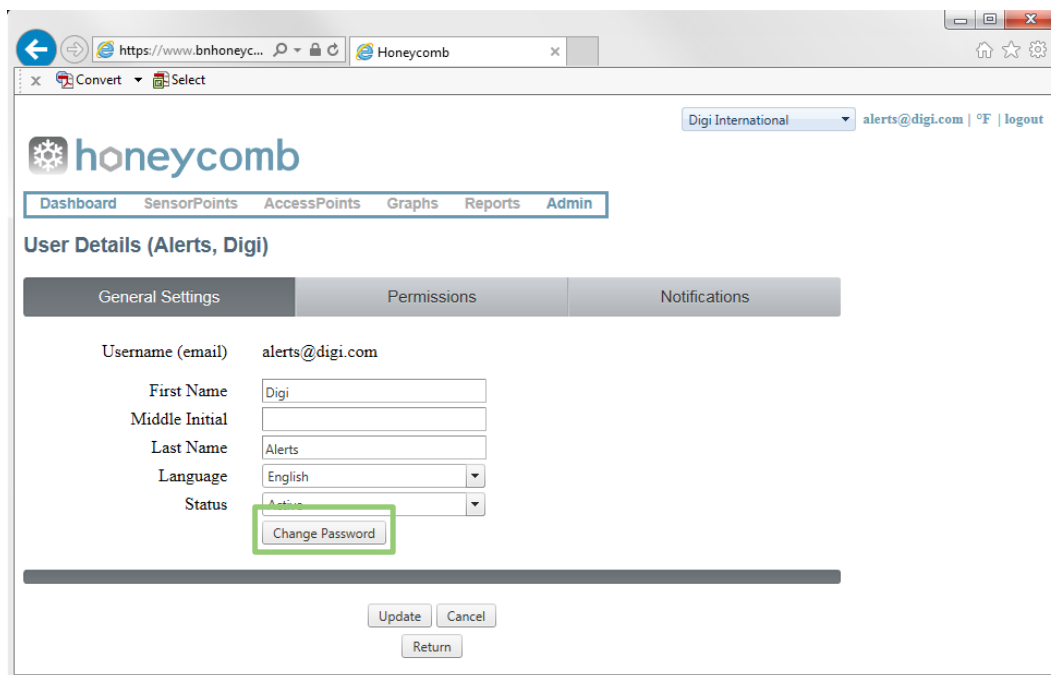 https://www.bnhoneyc... Honeycomb
x Convert Select
Digi International alerts@digi.com | °F | logout
honeycomb
Dashboard SensorPoints AccessPoints Graphs Reports Admin
User Details (Alerts, Digi)
General Settings Permissions Notifications
Username (email) alerts@digi.com
First Name Digi
Middle Initial
Last Name Alerts
Language English
Status Active
Change Password
Update Cancel
Return